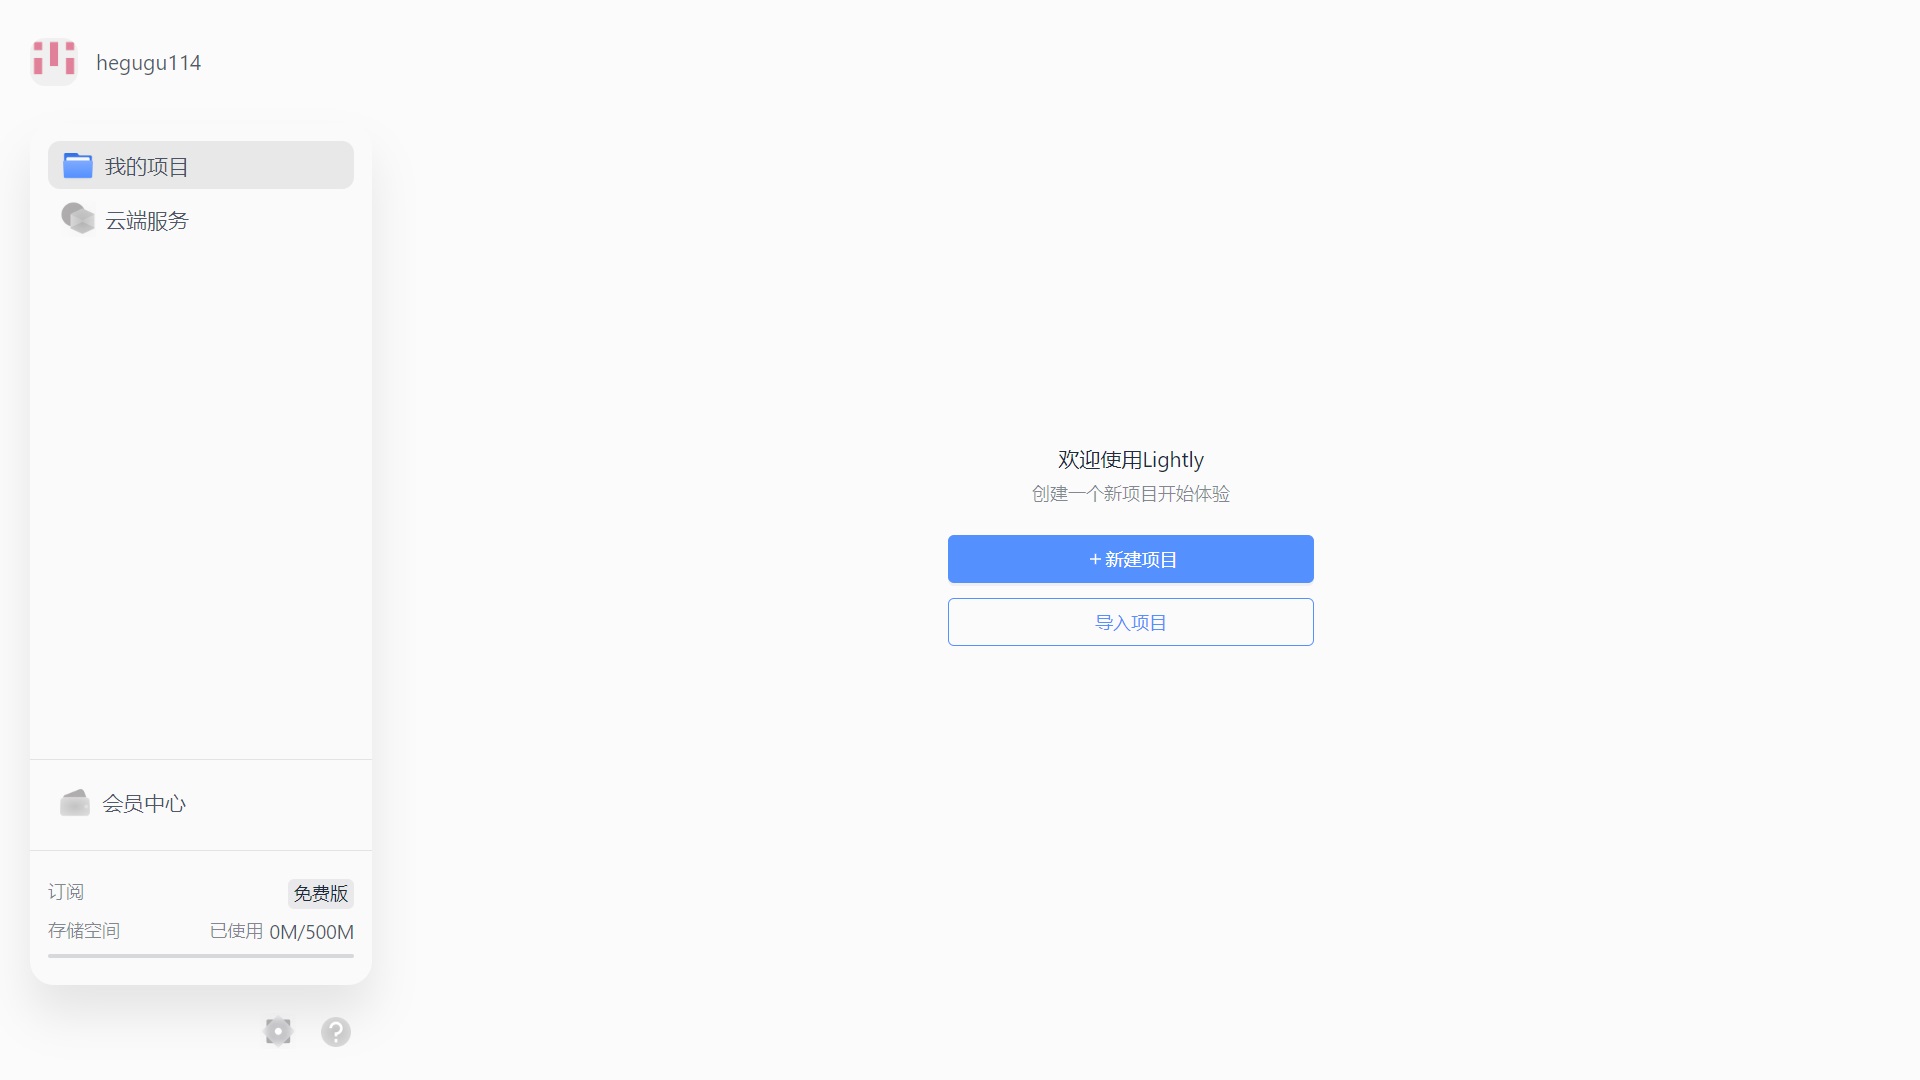 hegugu114
我的项目
云端服务
欢迎使用Lightly
创建一个新项目开始体验
+ 新建项目
导入项目
会员中心
订阅 免费版
存储空间 已使用 0M/500M